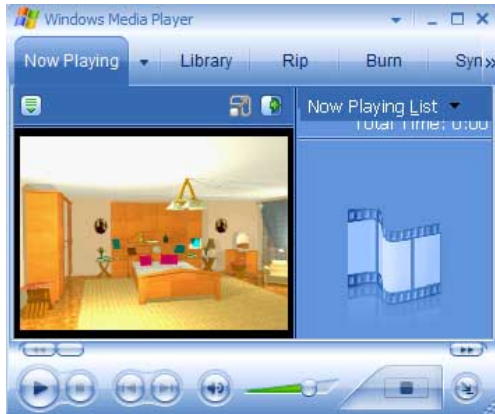 Windows Media Player
Now Playing Library Rip Burn Syn
Now Playing List
Total Time: 0:00